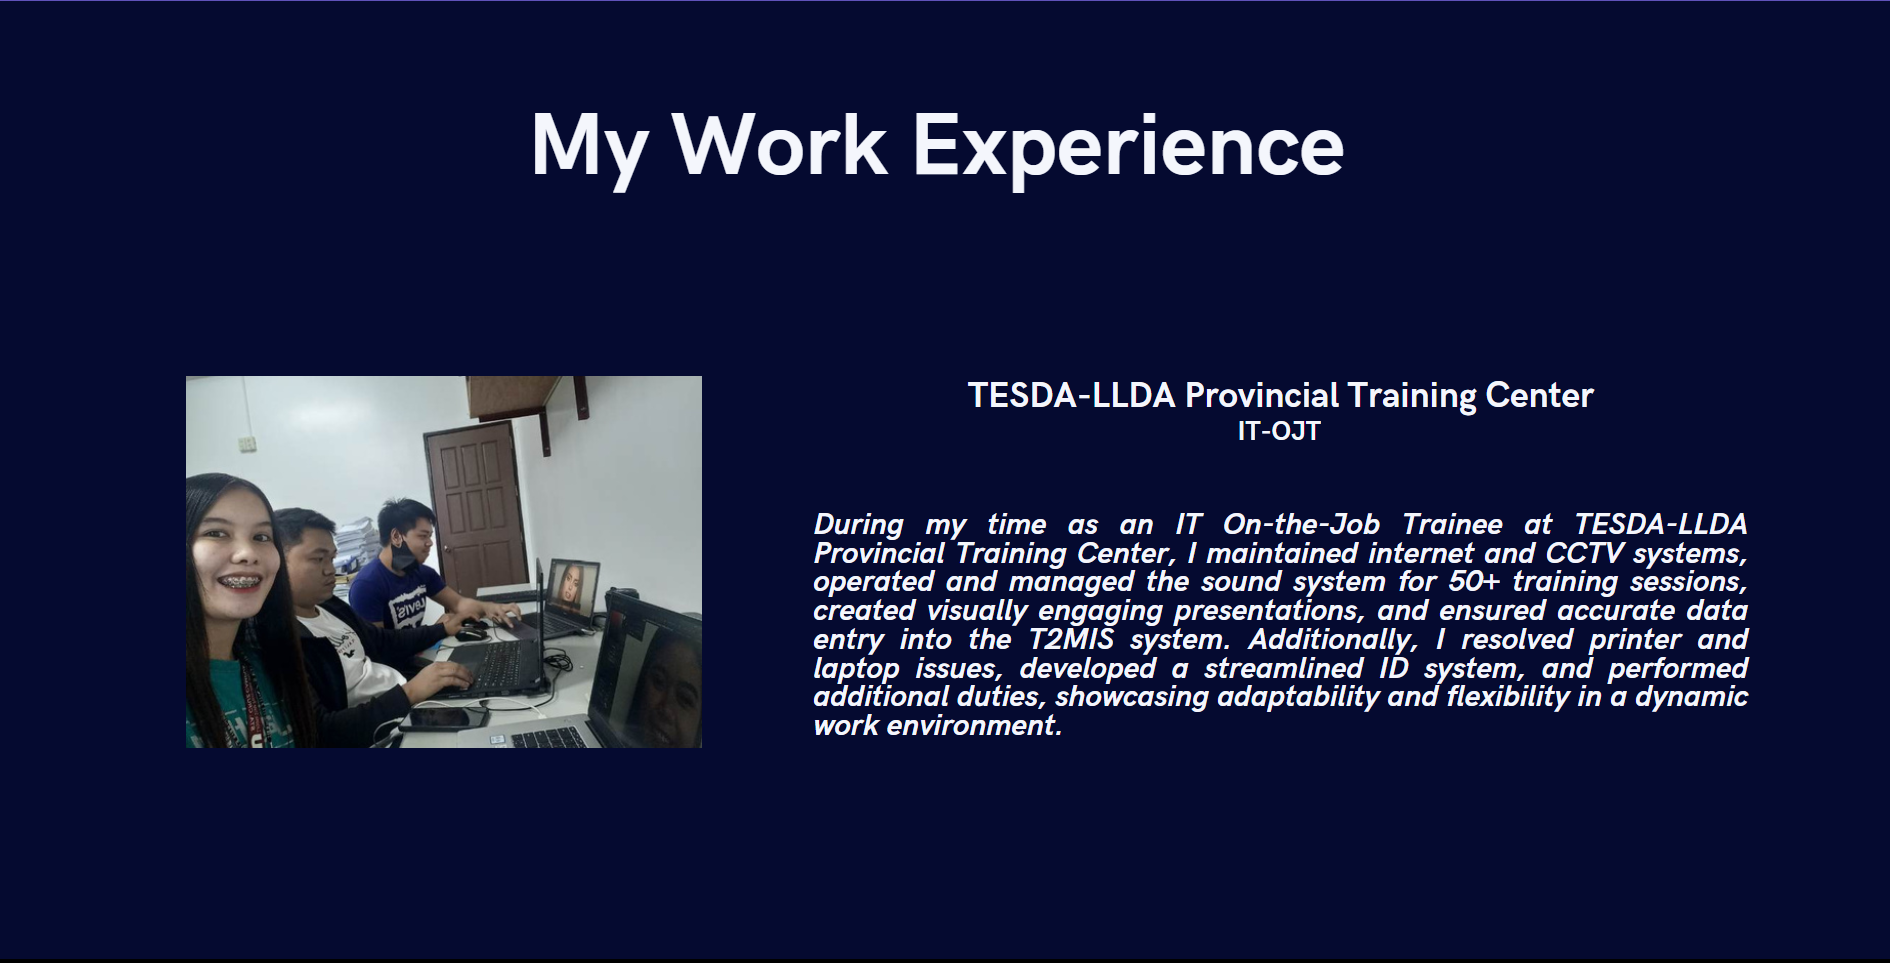 My Work Experience
TESDA-LLDA Provincial Training Center
IT-OJT
During my time as an IT On-the-Job Trainee at TESDA-LLDA
Provincial Training Center, I maintained internet and CCTV systems,
operated and managed the sound system for 50+ training sessions,
created visually engaging presentations, and ensured accurate data
entry into the T2MIS system. Additionally, I resolved printer and
laptop issues, developed a streamlined ID system, and performed
additional duties, showcasing adaptability and flexibility in a dynamic
work environment.